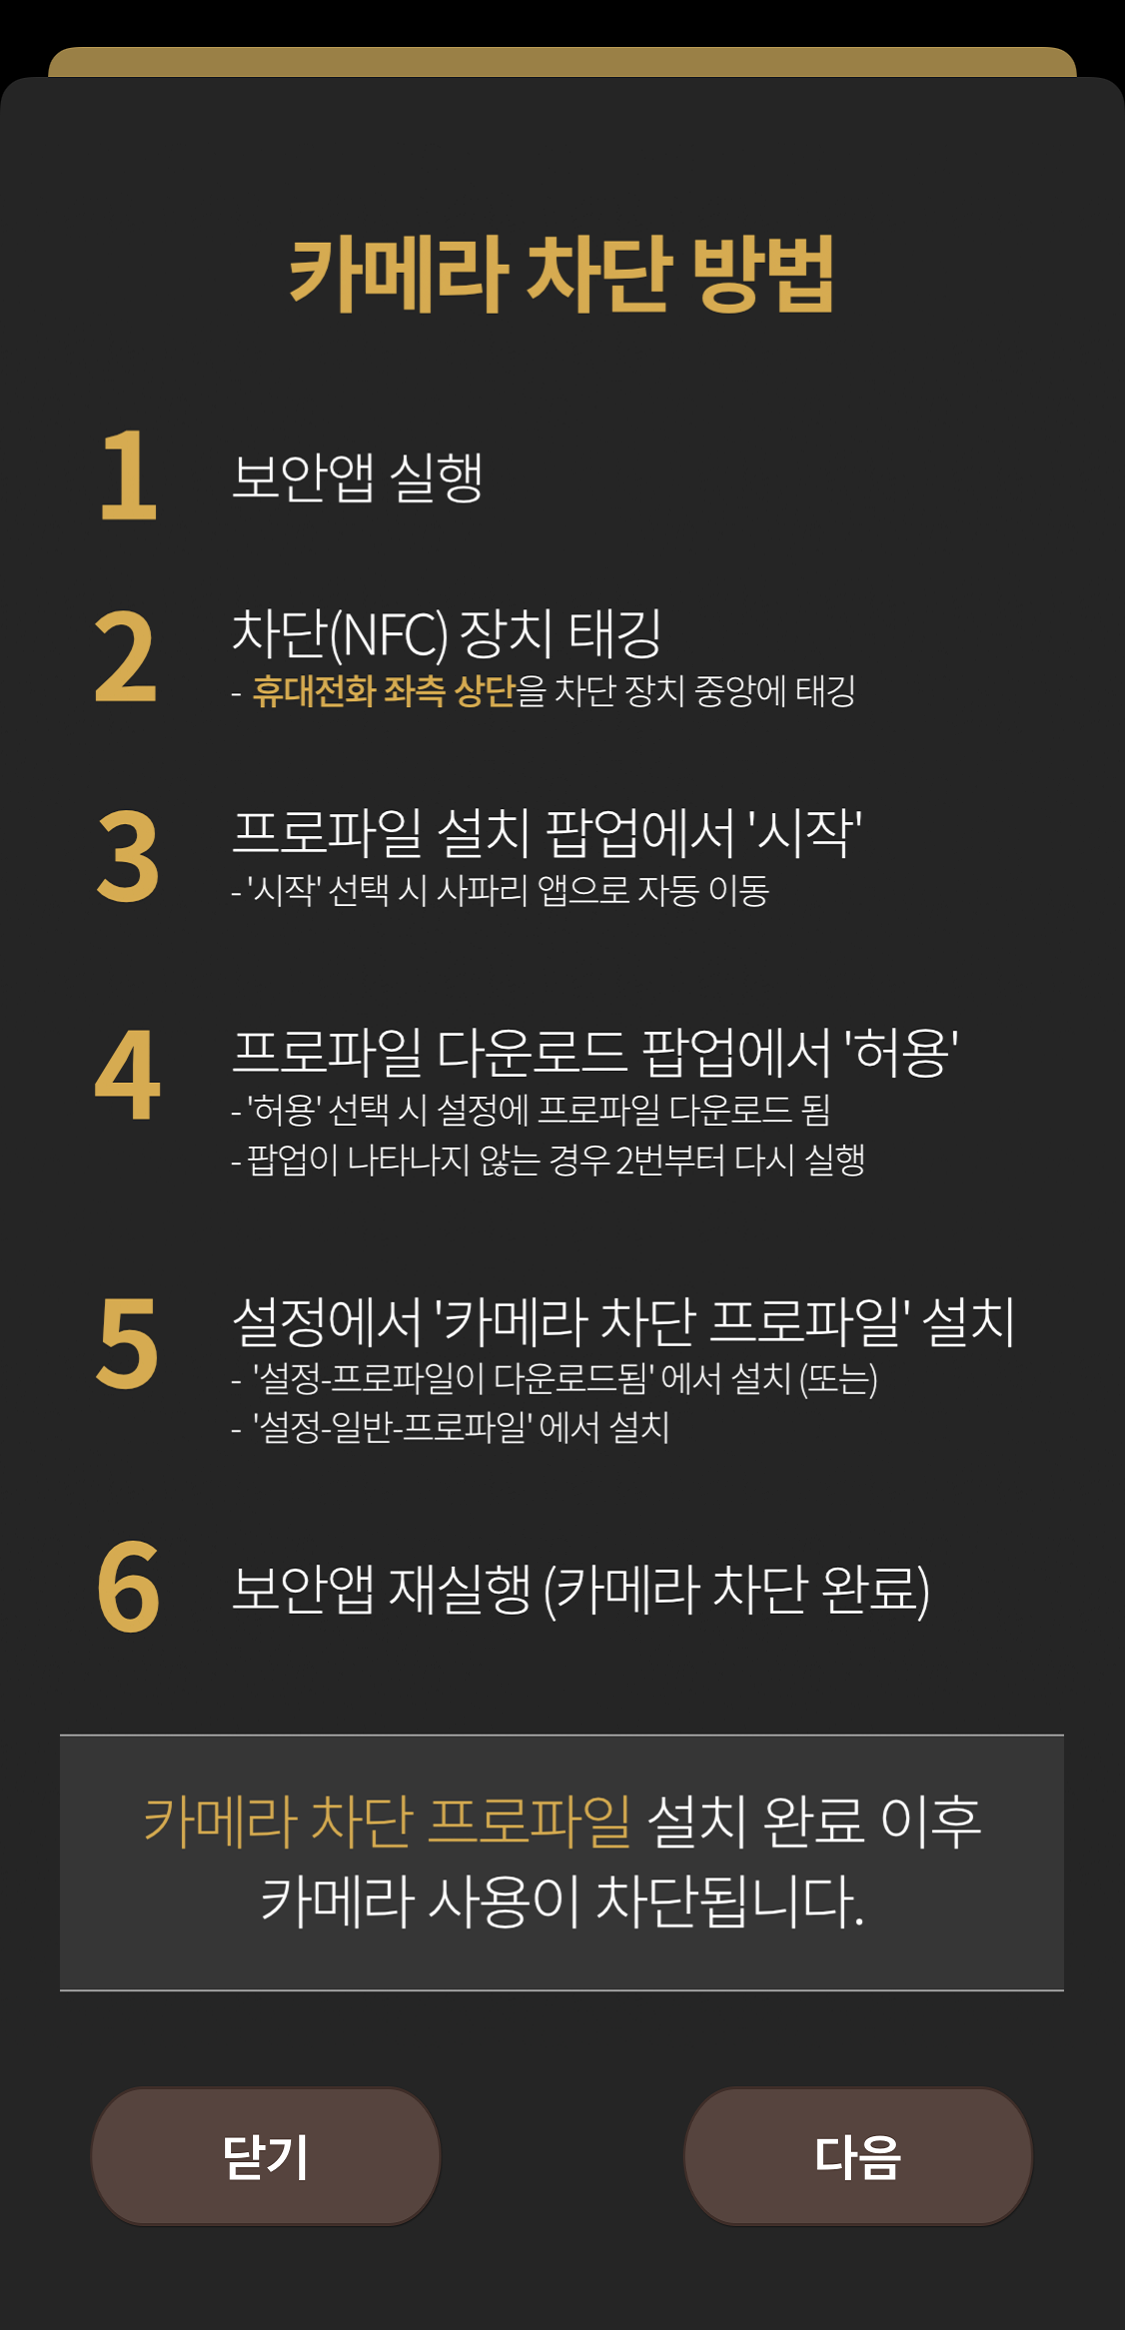 카메라 차단 방법
1
보안앱 실행
2
차단(NFC) 장치 태깅
- 휴대전화 좌측 상단을 차단 장치 중앙에 태깅
3
프로파일 설치 팝업에서 '시작'
- '시작' 선택 시 사파리 앱으로 자동 이동
4
프로파일 다운로드 팝업에서 '허용'
- '허용' 선택 시 설정에 프로파일 다운로드 됨
- 팝업이 나타나지 않는 경우 2번부터 다시 실행
5
설정에서 '카메라 차단 프로파일' 설치
- '설정-프로파일이 다운로드됨' 에서 설치 (또는)
- '설정-일반-프로파일' 에서 설치
6
보안앱 재실행 (카메라 차단 완료)
카메라 차단 프로파일 설치 완료 이후
카메라 사용이 차단됩니다.
닫기
다음